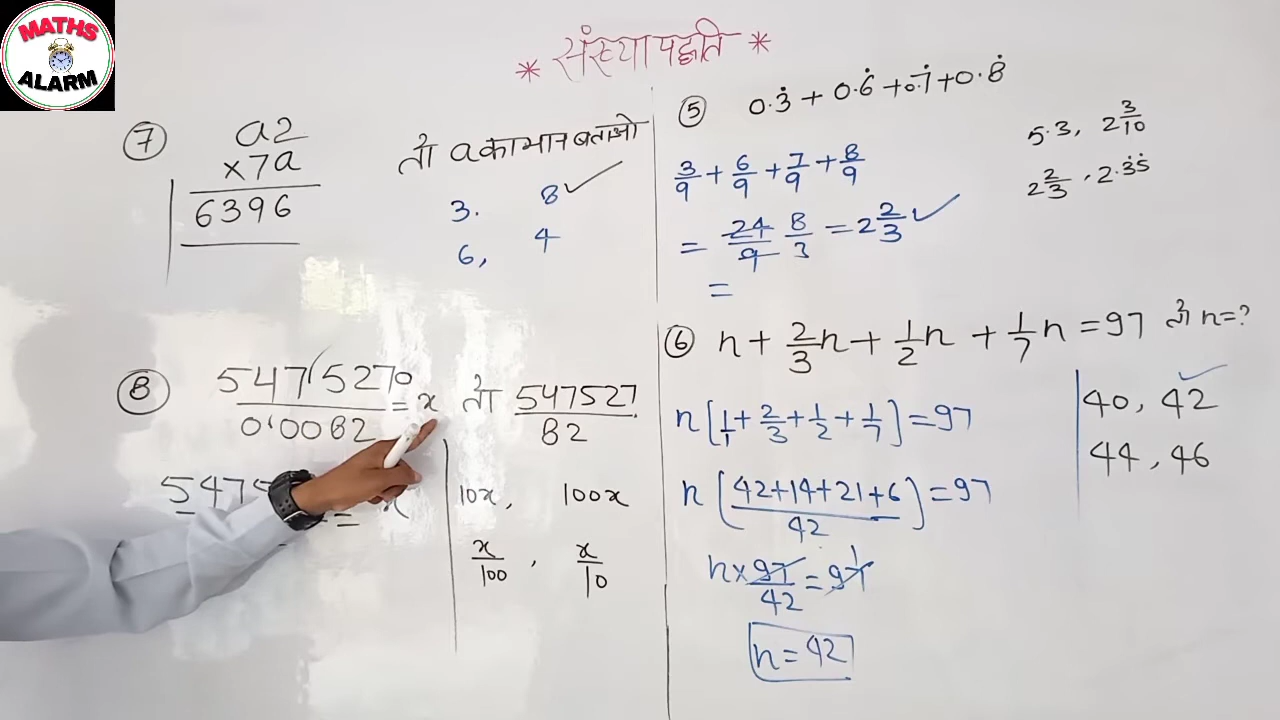 MATHS
ALARM
* संख्या पद्धति *
⑦ a2
×7a
6396
तो a का मान बताओ
3. 8 ✓
6, 4
⑧ 547.5270 / 0.0082 = x तो 547527 / 82
5475
= x
10x, 100x
x/100 , x/10
⑤ 0.3̇ + 0.6̇ + 0.7̇ + 0.8̇
3/9 + 6/9 + 7/9 + 8/9
= 24/9 8/3 = 2 2/3 ✓
=
5.3, 2 3/10
2 2/3 , 2.3̇5̇
⑥ n + 2/3 n + 1/2 n + 1/7 n = 97 तो n=?
n[1/1 + 2/3 + 1/2 + 1/7] = 97
n[(42+14+21+6)/42] = 97
n × 97/42 = 97 1
n = 42
40, 42 ✓
44, 46